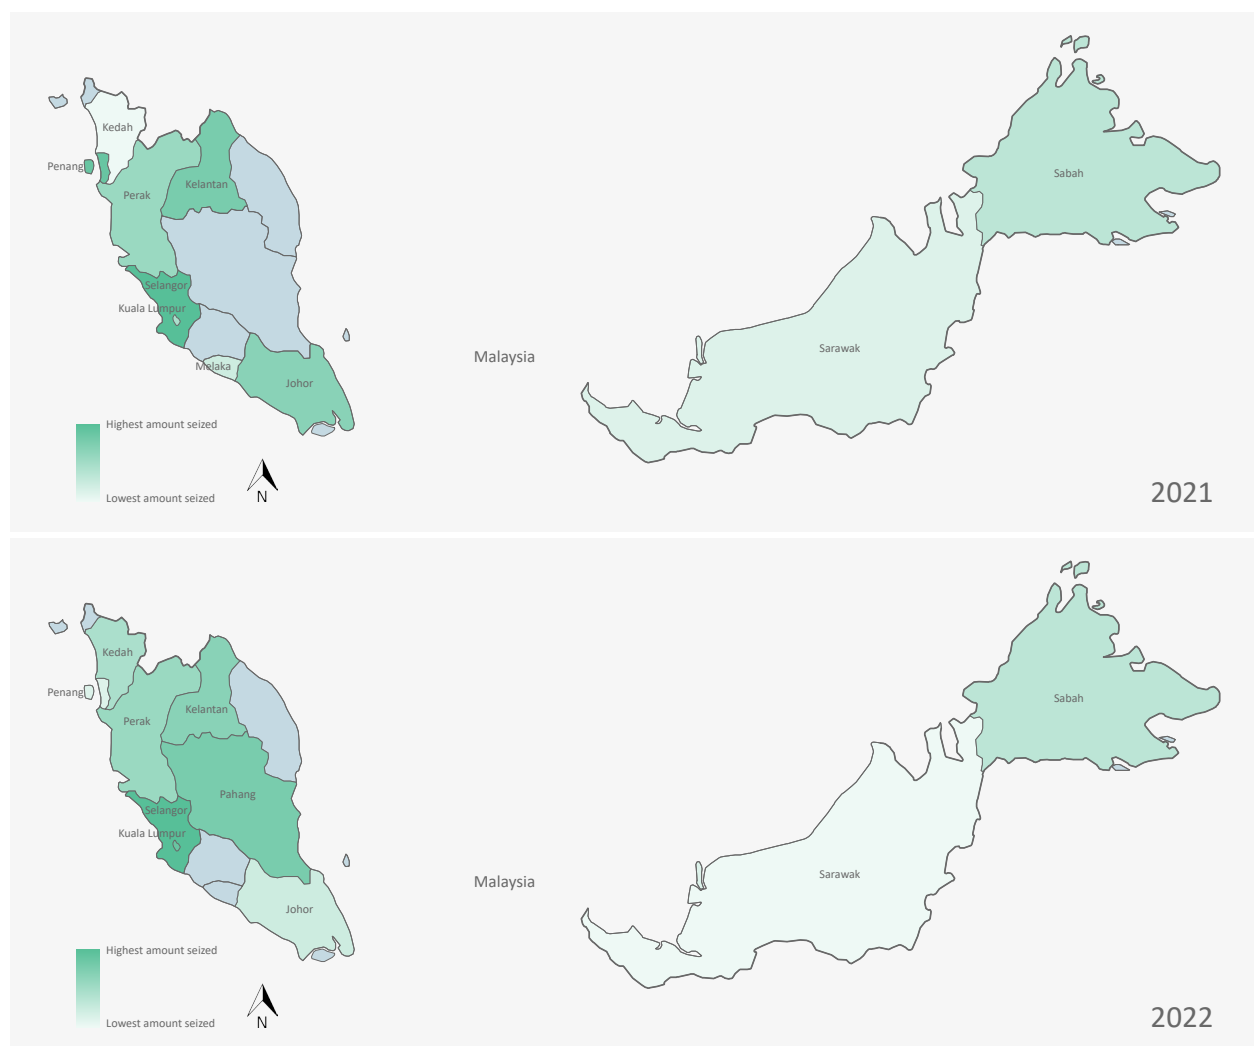 Kedah
Penang
Perak
Kelantan
Sabah
Selangor
Kuala Lumpur
Malaysia
Sarawak
Melaka
Johor
Highest amount seized
Lowest amount seized
N
2021
Kedah
Penang
Perak
Kelantan
Sabah
Pahang
Selangor
Kuala Lumpur
Malaysia
Sarawak
Johor
Highest amount seized
Lowest amount seized
N
2022